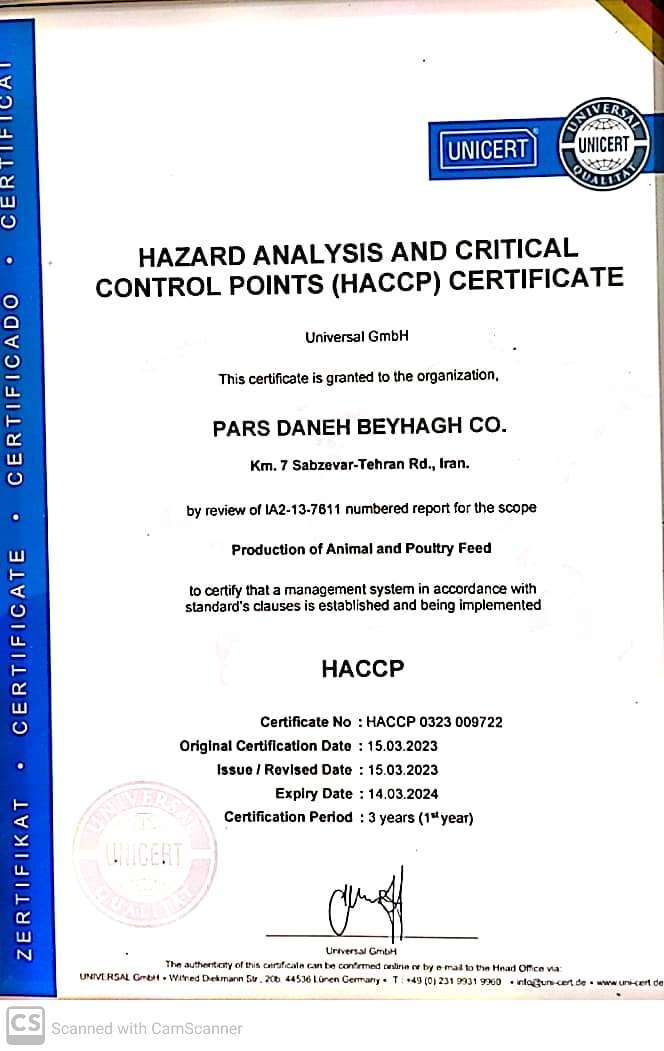 ZERTIFIKAT • CERTIFICATE • CERTIFICADO • CERTIFICAT
UNICERT
UNIVERSAL
UNICERT
QUALITÄT
HAZARD ANALYSIS AND CRITICAL
CONTROL POINTS (HACCP) CERTIFICATE
Universal GmbH
This certificate is granted to the organization,
PARS DANEH BEYHAGH CO.
Km. 7 Sabzevar-Tehran Rd., Iran.
by review of IA2-13-7611 numbered report for the scope
Production of Animal and Poultry Feed
to certify that a management system in accordance with
standard's clauses is established and being implemented
HACCP
Certificate No : HACCP 0323 009722
Original Certification Date : 15.03.2023
Issue / Revised Date : 15.03.2023
Expiry Date : 14.03.2024
Certification Period : 3 years (1st year)
UNIVERSAL
UNICERT
QUALITÄT
Universal GmbH
The authenticity of this certificate can be confirmed online or by e-mail to the Head Office via:
UNIVERSAL GmbH • Wilfried Diekmann Str., 20b 44536 Lünen Germany • T : +49 (0) 231 9931 9960 • info@uni-cert.de • www.uni-cert.de
CS Scanned with CamScanner